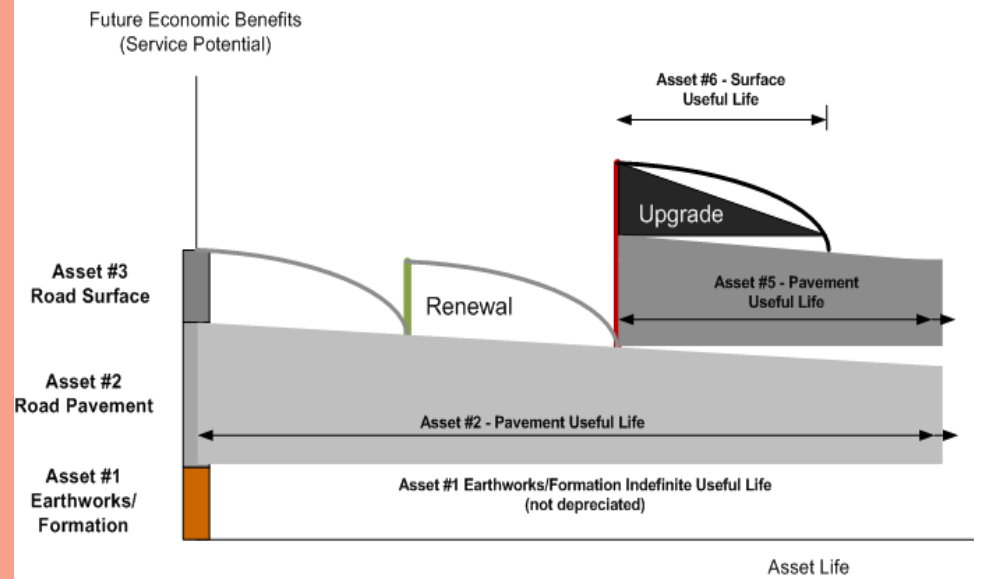 Future Economic Benefits
(Service Potential)
Asset #6 - Surface
Useful Life
Upgrade
Asset #3
Road Surface
Renewal
Asset #5 - Pavement
Useful Life
Asset #2
Road Pavement
Asset #2 - Pavement Useful Life
Asset #1
Earthworks/
Formation
Asset #1 Earthworks/Formation Indefinite Useful Life
(not depreciated)
Asset Life